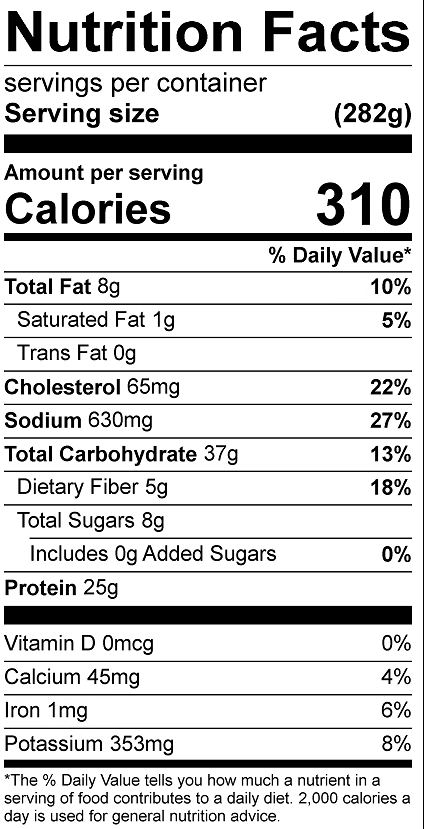 Nutrition Facts
servings per container
Serving size (282g)
Amount per serving
Calories 310
% Daily Value*
Total Fat 8g 10%
Saturated Fat 1g 5%
Trans Fat 0g
Cholesterol 65mg 22%
Sodium 630mg 27%
Total Carbohydrate 37g 13%
Dietary Fiber 5g 18%
Total Sugars 8g
Includes 0g Added Sugars 0%
Protein 25g
Vitamin D 0mcg 0%
Calcium 45mg 4%
Iron 1mg 6%
Potassium 353mg 8%
*The % Daily Value tells you how much a nutrient in a
serving of food contributes to a daily diet. 2,000 calories a
day is used for general nutrition advice.